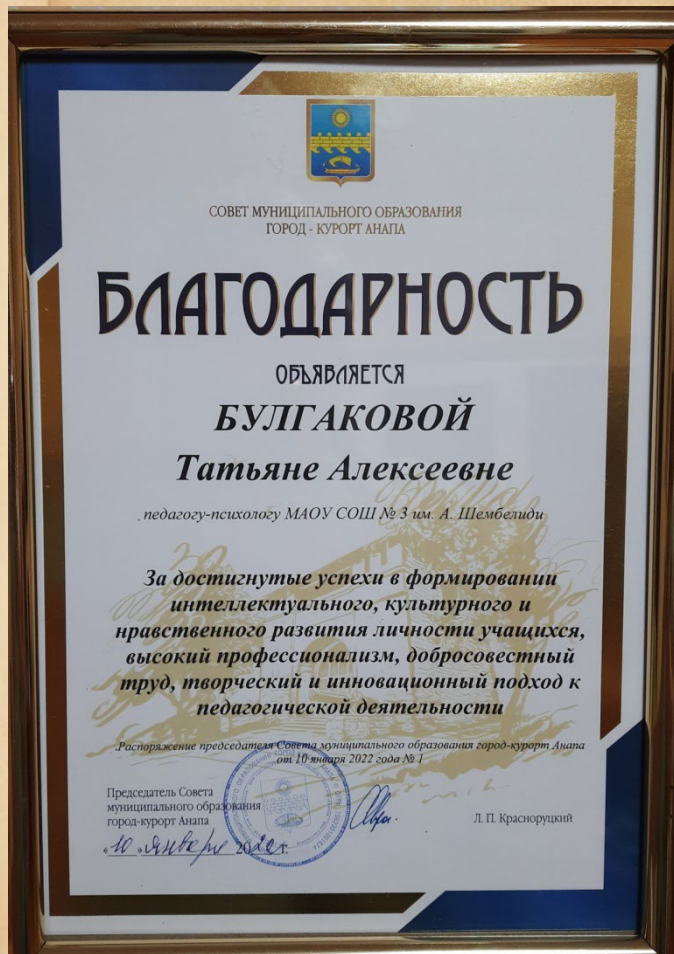 СОВЕТ МУНИЦИПАЛЬНОГО ОБРАЗОВАНИЯ
ГОРОД - КУРОРТ АНАПА
БЛАГОДАРНОСТЬ
ОБЪЯВЛЯЕТСЯ
БУЛГАКОВОЙ
Татьяне Алексеевне
педагогу-психологу МАОУ СОШ № 3 им. А. Шембелиди
За достигнутые успехи в формировании
интеллектуального, культурного и
нравственного развития личности учащихся,
высокий профессионализм, добросовестный
труд, творческий и инновационный подход к
педагогической деятельности
Распоряжение председателя Совета муниципального образования город-курорт Анапа
от 10 января 2022 года № 1
Председатель Совета
муниципального образования
город-курорт Анапа
Л. П. Красноруцкий
«10» января 2022 г.